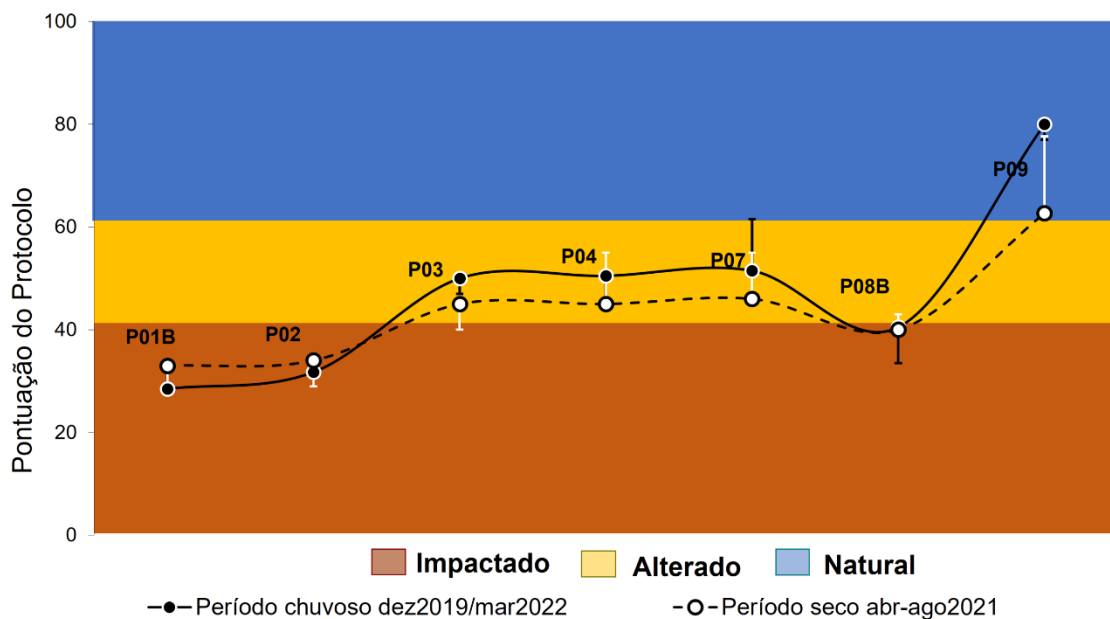 100
80
60
40
20
0
Pontuação do Protocolo
P01B
P02
P03
P04
P07
P08B
P09
Impactado Alterado Natural
Período chuvoso dez2019/mar2022 Período seco abr-ago2021